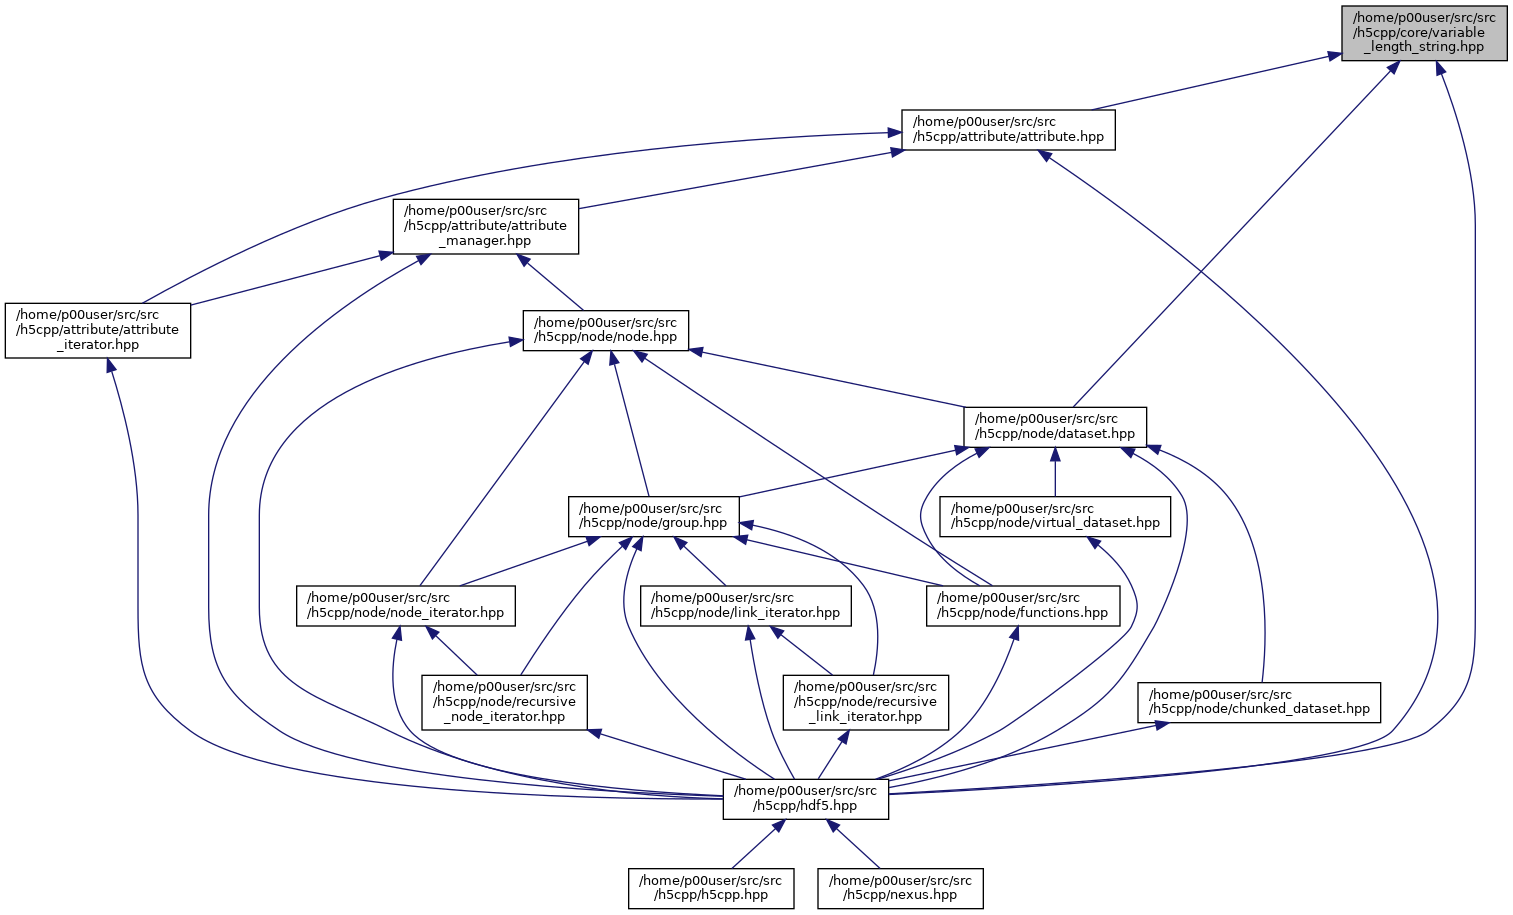 /home/p00user/src/src
/h5cpp/core/variable
_length_string.hpp
/home/p00user/src/src
/h5cpp/attribute/attribute.hpp
/home/p00user/src/src
/h5cpp/attribute/attribute
_manager.hpp
/home/p00user/src/src
/h5cpp/attribute/attribute
_iterator.hpp
/home/p00user/src/src
/h5cpp/node/node.hpp
/home/p00user/src/src
/h5cpp/node/dataset.hpp
/home/p00user/src/src
/h5cpp/node/group.hpp
/home/p00user/src/src
/h5cpp/node/virtual_dataset.hpp
/home/p00user/src/src
/h5cpp/node/node_iterator.hpp
/home/p00user/src/src
/h5cpp/node/link_iterator.hpp
/home/p00user/src/src
/h5cpp/node/functions.hpp
/home/p00user/src/src
/h5cpp/node/recursive
_node_iterator.hpp
/home/p00user/src/src
/h5cpp/node/recursive
_link_iterator.hpp
/home/p00user/src/src
/h5cpp/node/chunked_dataset.hpp
/home/p00user/src/src
/h5cpp/hdf5.hpp
/home/p00user/src/src
/h5cpp/h5cpp.hpp
/home/p00user/src/src
/h5cpp/nexus.hpp